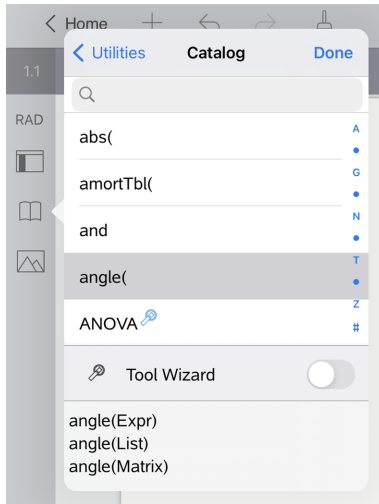 Home
Utilities Catalog Done
1.1
RAD
abs(
amortTbl(
and
angle(
ANOVA
A
G
N
T
Z
#
Tool Wizard
angle(Expr)
angle(List)
angle(Matrix)